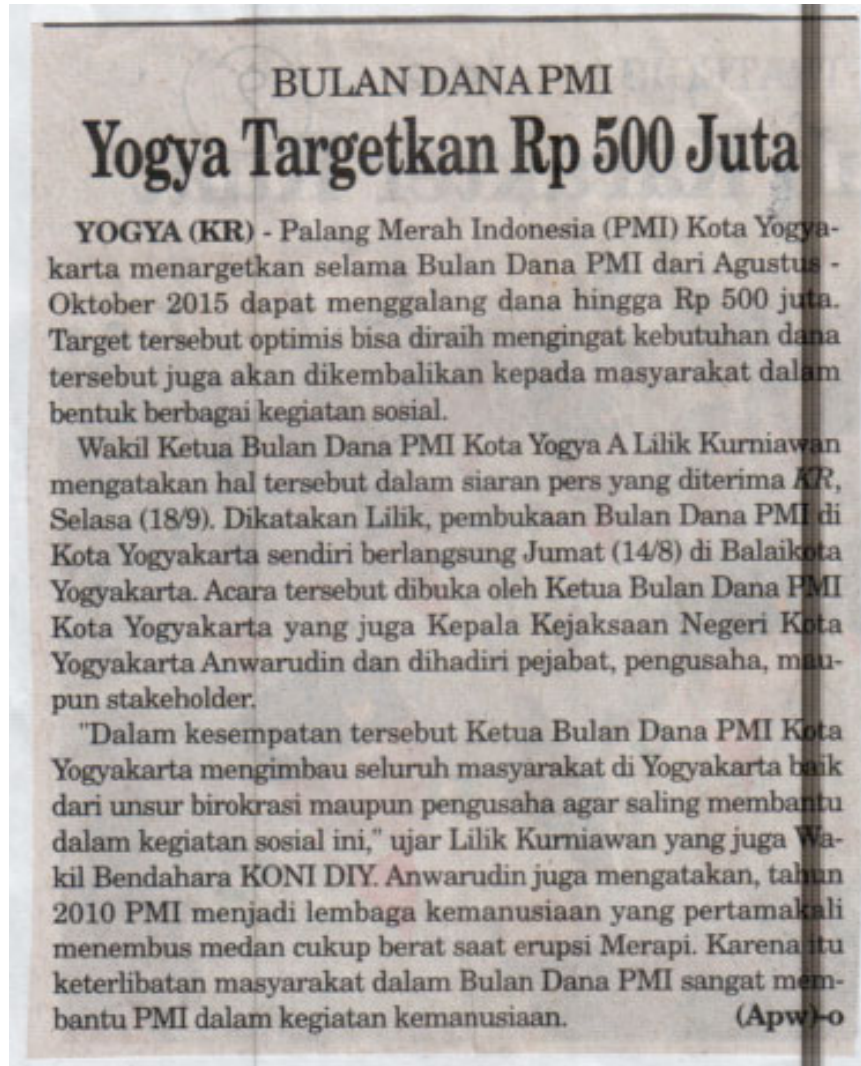 BULAN DANA PMI
Yogya Targetkan Rp 500 Juta
YOGYA (KR) - Palang Merah Indonesia (PMI) Kota Yogya-
karta menargetkan selama Bulan Dana PMI dari Agustus -
Oktober 2015 dapat menggalang dana hingga Rp 500 juta.
Target tersebut optimis bisa diraih mengingat kebutuhan dana
tersebut juga akan dikembalikan kepada masyarakat dalam
bentuk berbagai kegiatan sosial.
Wakil Ketua Bulan Dana PMI Kota Yogya A Lilik Kurniawan
mengatakan hal tersebut dalam siaran pers yang diterima KR,
Selasa (18/9). Dikatakan Lilik, pembukaan Bulan Dana PMI di
Kota Yogyakarta sendiri berlangsung Jumat (14/8) di Balaikota
Yogyakarta. Acara tersebut dibuka oleh Ketua Bulan Dana PMI
Kota Yogyakarta yang juga Kepala Kejaksaan Negeri Kota
Yogyakarta Anwarudin dan dihadiri pejabat, pengusaha, mau-
pun stakeholder.
"Dalam kesempatan tersebut Ketua Bulan Dana PMI Kota
Yogyakarta mengimbau seluruh masyarakat di Yogyakarta baik
dari unsur birokrasi maupun pengusaha agar saling membantu
dalam kegiatan sosial ini," ujar Lilik Kurniawan yang juga Wa-
kil Bendahara KONI DIY. Anwarudin juga mengatakan, tahun
2010 PMI menjadi lembaga kemanusiaan yang pertamakali
menembus medan cukup berat saat erupsi Merapi. Karena itu
keterlibatan masyarakat dalam Bulan Dana PMI sangat mem-
bantu PMI dalam kegiatan kemanusiaan. (Apw)-o